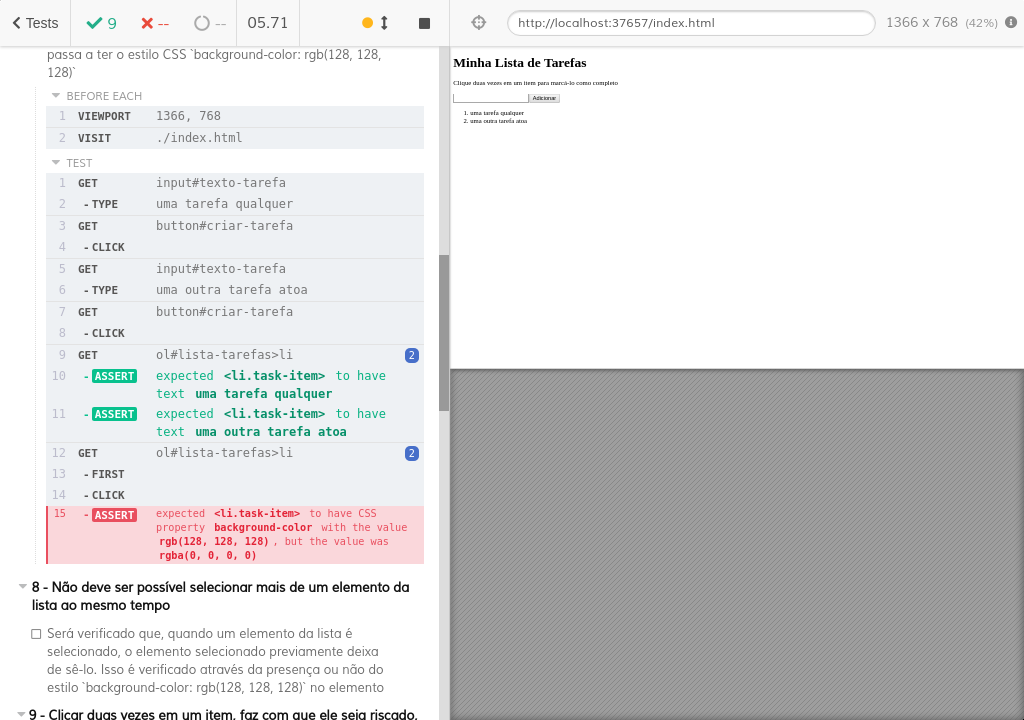 Tests
9
--
--
05.71
http://localhost:37657/index.html
1366 x 768 (42%)
passa a ter o estilo CSS `background-color: rgb(128, 128,
128)`
BEFORE EACH
1 VIEWPORT 1366, 768
2 VISIT ./index.html
TEST
1 GET input#texto-tarefa
2 -TYPE uma tarefa qualquer
3 GET button#criar-tarefa
4 -CLICK
5 GET input#texto-tarefa
6 -TYPE uma outra tarefa atoa
7 GET button#criar-tarefa
8 -CLICK
9 GET ol#lista-tarefas>li 2
10 -ASSERT expected <li.task-item> to have
text uma tarefa qualquer
11 -ASSERT expected <li.task-item> to have
text uma outra tarefa atoa
12 GET ol#lista-tarefas>li 2
13 -FIRST
14 -CLICK
15 -ASSERT expected <li.task-item> to have CSS
property background-color with the value
rgb(128, 128, 128) , but the value was
rgba(0, 0, 0, 0)
8 - Não deve ser possível selecionar mais de um elemento da
lista ao mesmo tempo
Será verificado que, quando um elemento da lista é
selecionado, o elemento selecionado previamente deixa
de sê-lo. Isso é verificado através da presença ou não do
estilo `background-color: rgb(128, 128, 128)` no elemento
9 - Clicar duas vezes em um item, faz com que ele seja riscado,
Minha Lista de Tarefas
Clique duas vezes em um item para marcá-lo como completo
Adicionar
1. uma tarefa qualquer
2. uma outra tarefa atoa